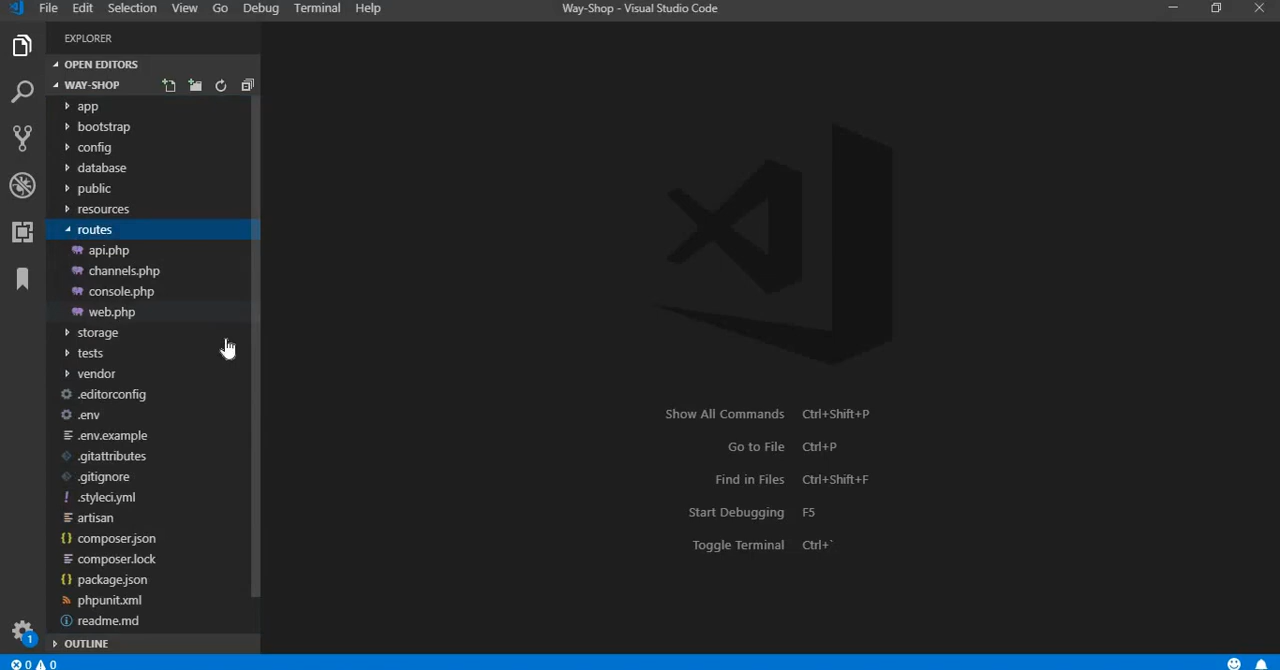 File Edit Selection View Go Debug Terminal Help
Way-Shop - Visual Studio Code
EXPLORER
OPEN EDITORS
WAY-SHOP
app
bootstrap
config
database
public
resources
routes
api.php
channels.php
console.php
web.php
storage
tests
vendor
.editorconfig
.env
.env.example
.gitattributes
.gitignore
.styleci.yml
artisan
composer.json
composer.lock
package.json
phpunit.xml
readme.md
OUTLINE
Show All Commands Ctrl+Shift+P
Go to File Ctrl+P
Find in Files Ctrl+Shift+F
Start Debugging F5
Toggle Terminal Ctrl+`
1
0 0